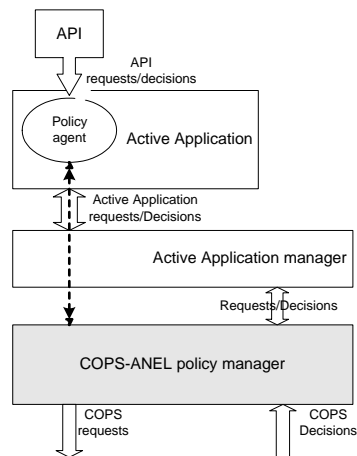 API
API
requests/decisions
Policy
agent
Active Application
Active Application
requests/Decisions
Active Application manager
Requests/Decisions
COPS-ANEL policy manager
COPS
requests
COPS
Decisions